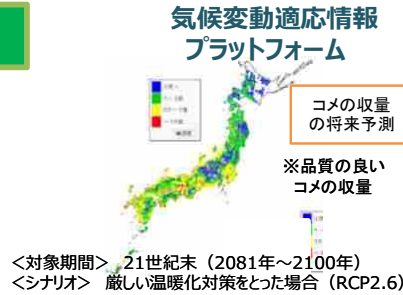 気候変動適応情報
プラットフォーム
コメの収量
の将来予測
※品質の良い
コメの収量
＜対象期間＞ 21世紀末（2081年～2100年）
＜シナリオ＞ 厳しい温暖化対策をとった場合（RCP2.6）